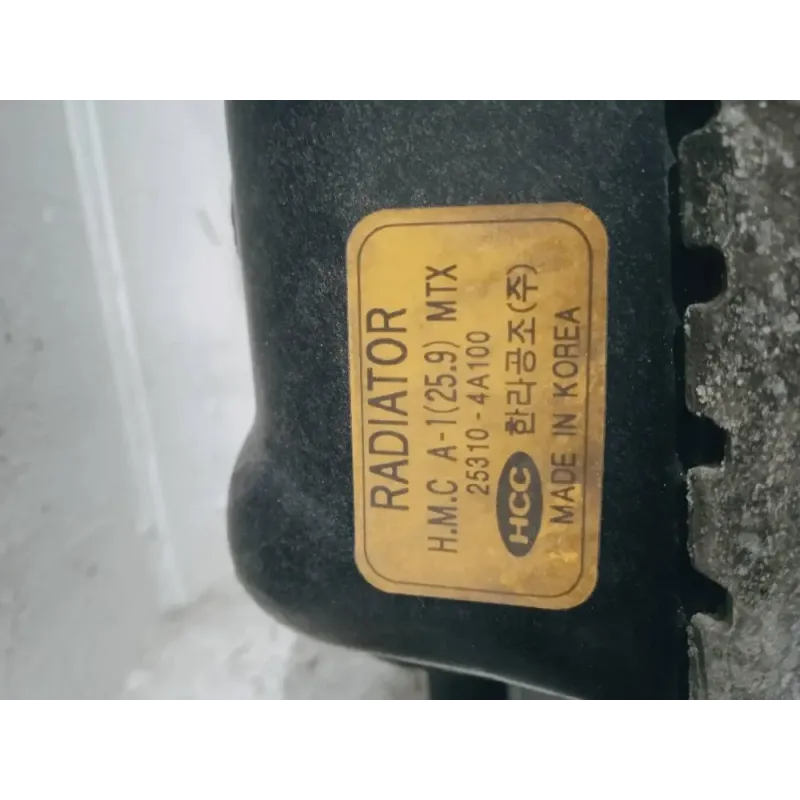 RADIATOR
H.M.C A-1(25.9) MTX
25310-4A100
HCC 한라공조(주)
MADE IN KOREA